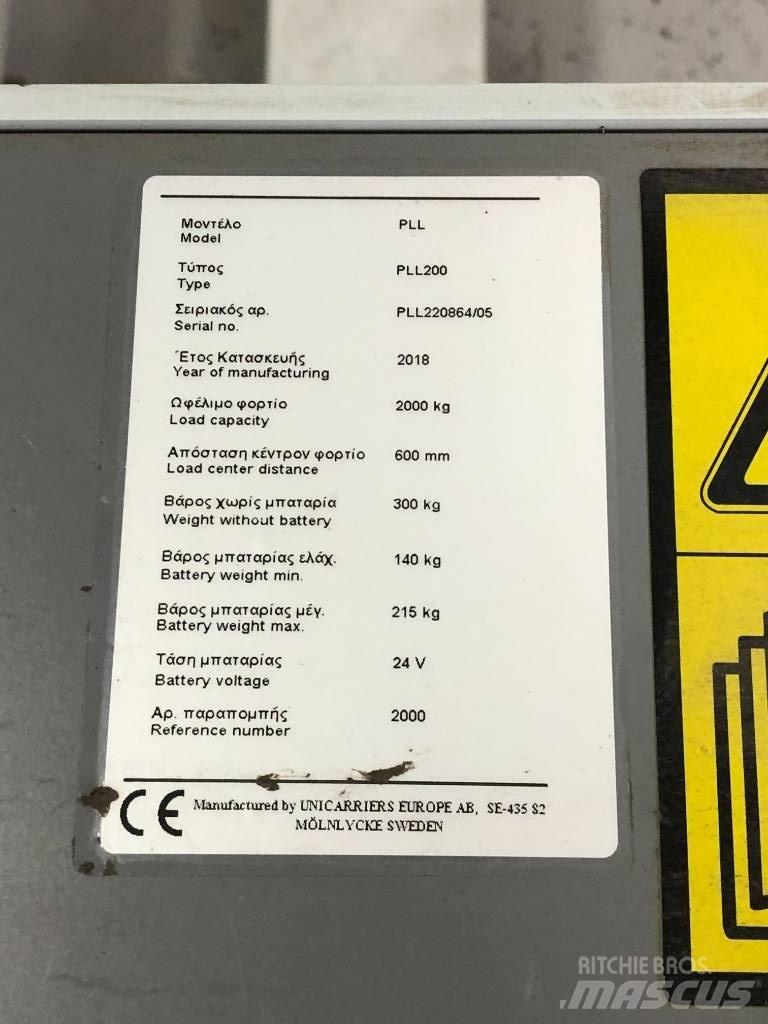 Μοντέλο PLL
Model
Τύπος PLL200
Type
Σειριακός αρ. PLL220864/05
Serial no.
Έτος Κατασκευής 2018
Year of manufacturing
Ωφέλιμο φορτίο 2000 kg
Load capacity
Απόσταση κέντρον φορτίο 600 mm
Load center distance
Βάρος χωρίς μπαταρία 300 kg
Weight without battery
Βάρος μπαταρίας ελάχ. 140 kg
Battery weight min.
Βάρος μπαταρίας μέγ. 215 kg
Battery weight max.
Τάση μπαταρίας 24 V
Battery voltage
Αρ. παραπομπής 2000
Reference number
CE Manufactured by UNICARRIERS EUROPE AB, SE-435 82
MÖLNLYCKE SWEDEN
RITCHIE BROS.
MASCUS